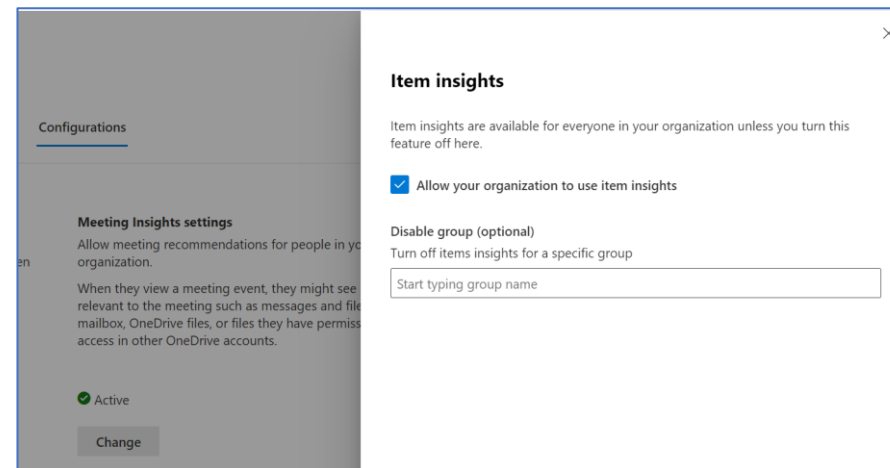 Configurations
en
Meeting Insights settings
Allow meeting recommendations for people in yo
organization.
When they view a meeting event, they might see
relevant to the meeting such as messages and file
mailbox, OneDrive files, or files they have permiss
access in other OneDrive accounts.
Active
Change
Item insights
Item insights are available for everyone in your organization unless you turn this
feature off here.
Allow your organization to use item insights
Disable group (optional)
Turn off items insights for a specific group
Start typing group name